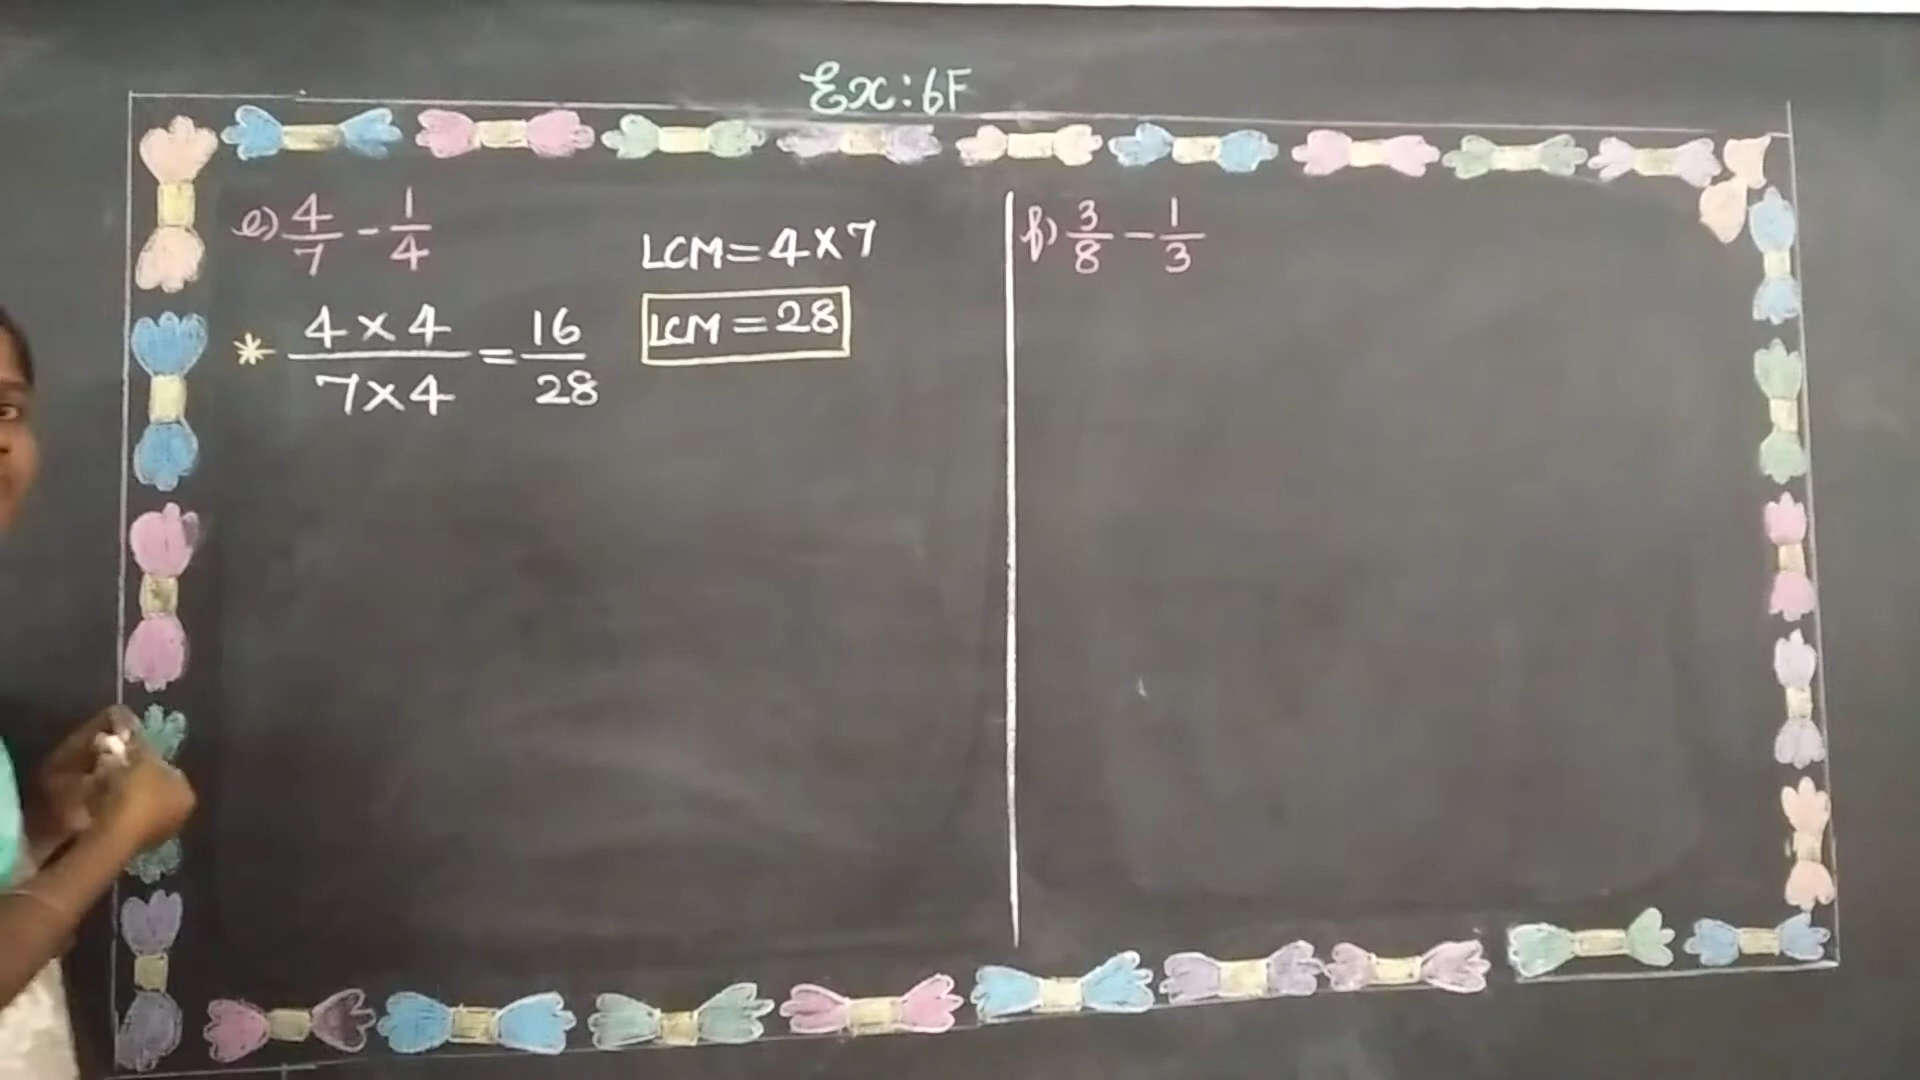 Ex:6F
e) 4/7 - 1/4
LCM = 4×7
LCM = 28
* 4×4/7×4 = 16/28
f) 3/8 - 1/3